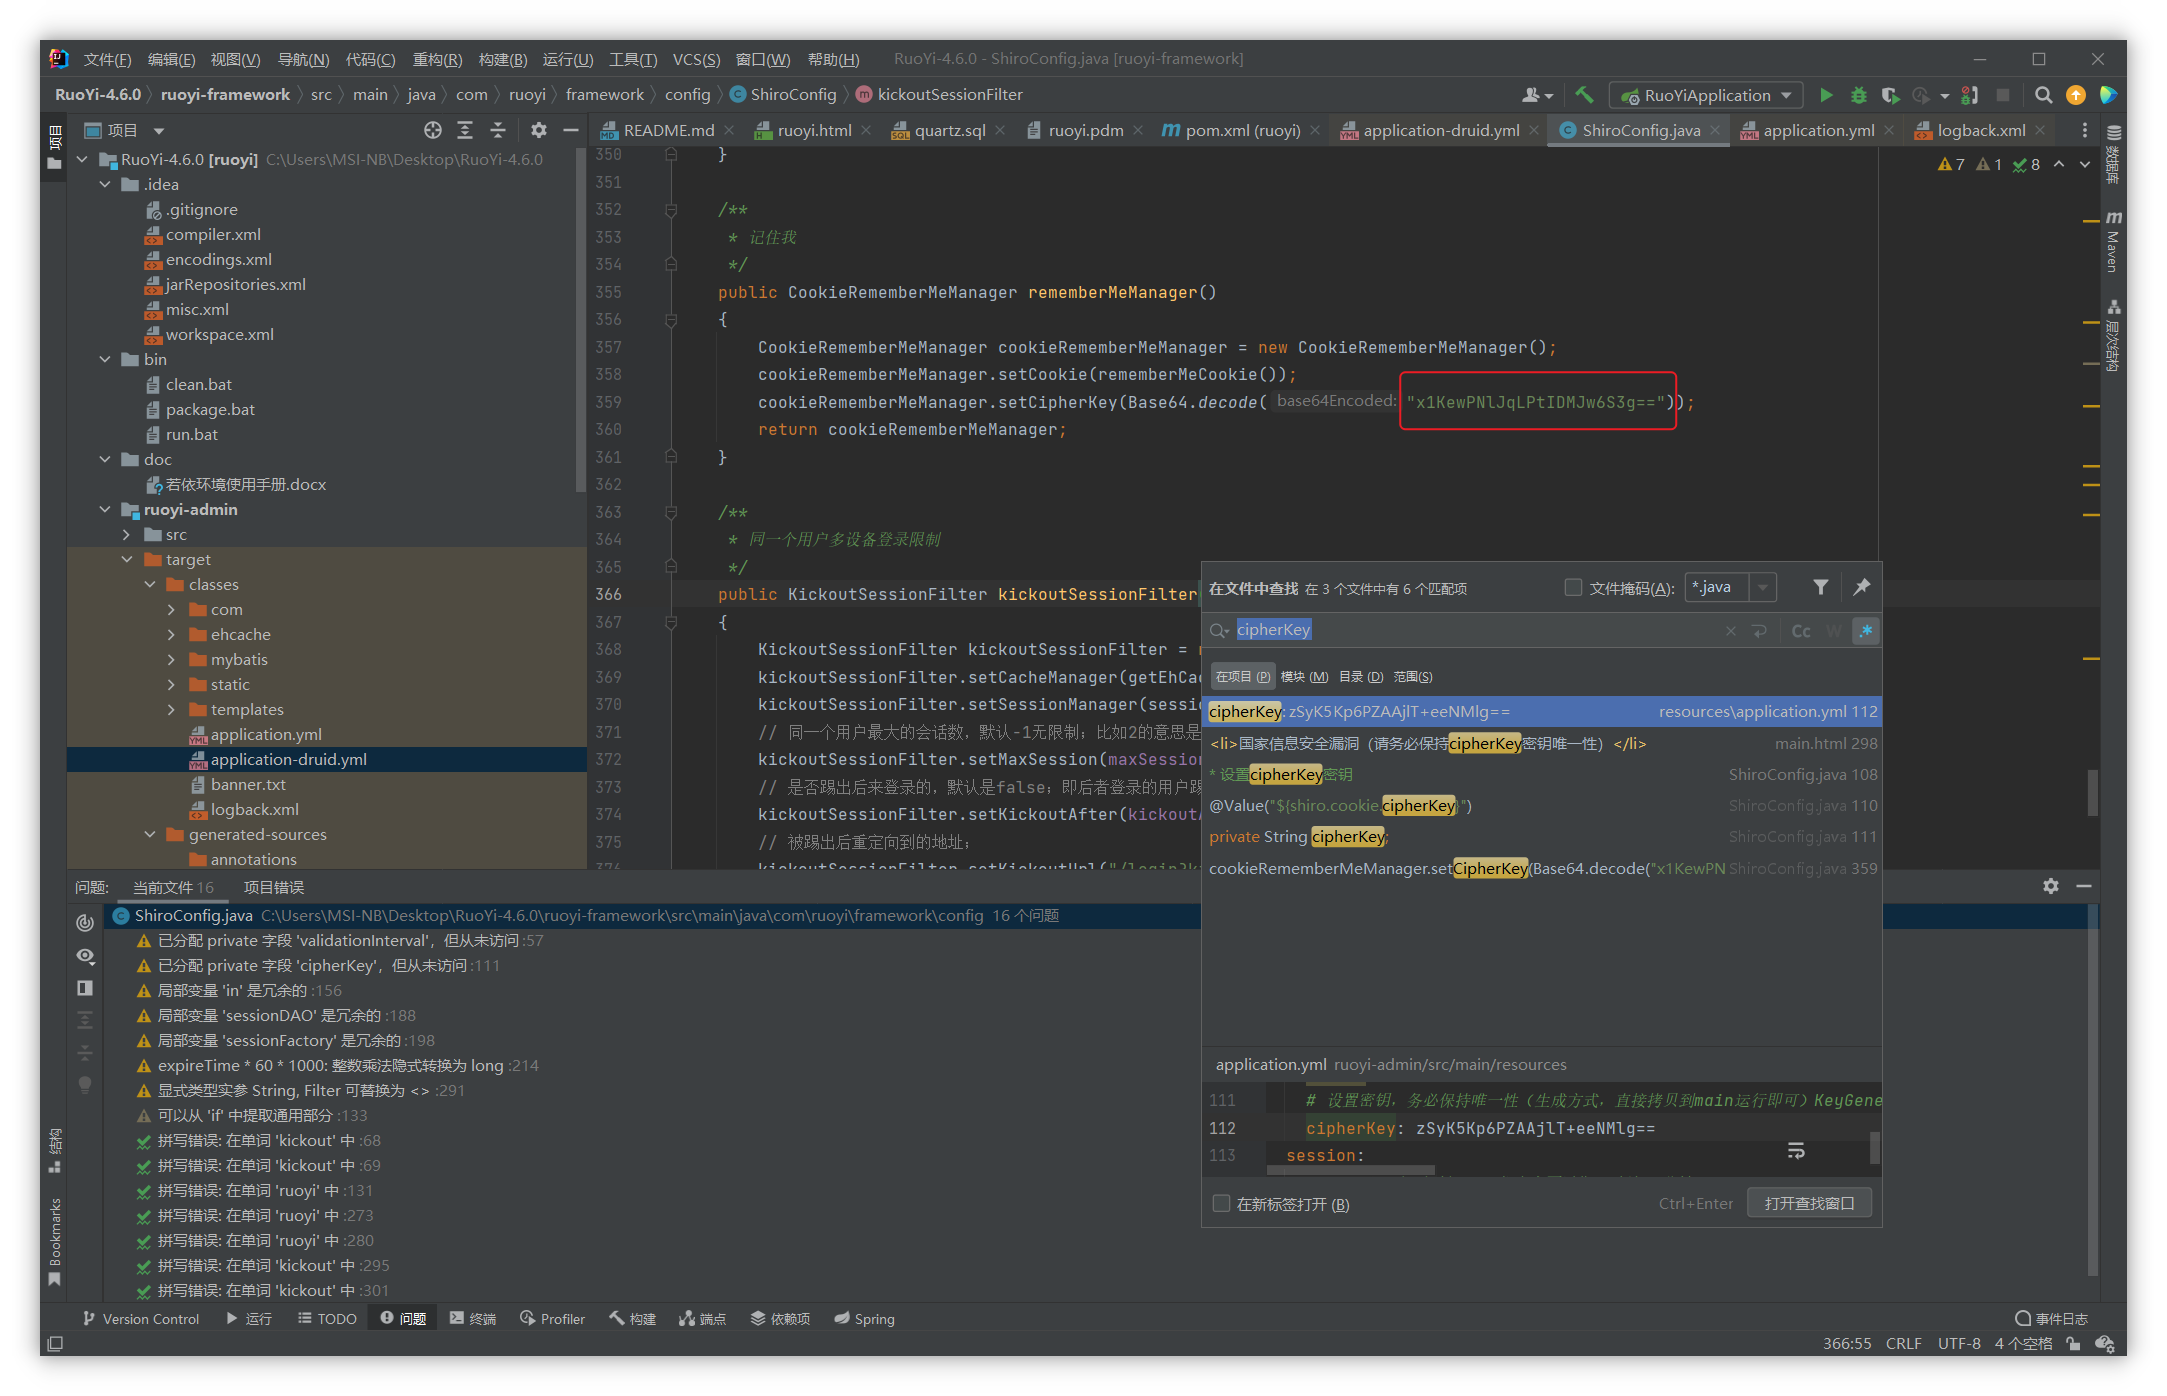 文件(F) 编辑(E) 视图(V) 导航(N) 代码(C) 重构(R) 构建(B) 运行(U) 工具(T) VCS(S) 窗口(W) 帮助(H) RuoYi-4.6.0 - ShiroConfig.java [ruoyi-framework]
RuoYi-4.6.0 ruoyi-framework src main java com ruoyi framework config ShiroConfig kickoutSessionFilter RuoYiApplication
项目
README.md ruoyi.html quartz.sql ruoyi.pdm pom.xml (ruoyi) application-druid.yml ShiroConfig.java application.yml logback.xml
项目
RuoYi-4.6.0 [ruoyi] C:\Users\MSI-NB\Desktop\RuoYi-4.6.0
.idea
.gitignore
compiler.xml
encodings.xml
jarRepositories.xml
misc.xml
workspace.xml
bin
clean.bat
package.bat
run.bat
doc
若依环境使用手册.docx
ruoyi-admin
src
target
classes
com
ehcache
mybatis
static
templates
application.yml
application-druid.yml
banner.txt
logback.xml
generated-sources
annotations
7 1 8
数据库
Maven
层次结构
350 }
351
352 /**
353 * 记住我
354 */
355 public CookieRememberMeManager rememberMeManager()
356 {
357 CookieRememberMeManager cookieRememberMeManager = new CookieRememberMeManager();
358 cookieRememberMeManager.setCookie(rememberMeCookie());
359 cookieRememberMeManager.setCipherKey(Base64.decode( base64Encoded: "x1KewPNlJqLPtIDMJw6S3g=="));
360 return cookieRememberMeManager;
361 }
362
363 /**
364 * 同一个用户多设备登录限制
365 */
366 public KickoutSessionFilter kickoutSessionFilter
367 {
368 KickoutSessionFilter kickoutSessionFilter =
369 kickoutSessionFilter.setCacheManager(getEhCa
370 kickoutSessionFilter.setSessionManager(sessi
371 // 同一个用户最大的会话数，默认-1无限制；比如2的意思是
372 kickoutSessionFilter.setMaxSession(maxSession
373 // 是否踢出后来登录的，默认是false；即后者登录的用户踢
374 kickoutSessionFilter.setKickoutAfter(kickout
375 // 被踢出后重定向到的地址；
376 kickoutSessionFilter.setKickoutUrl("/login?k
在文件中查找 在 3 个文件中有 6 个匹配项 文件掩码(A): *.java
cipherKey Cc W .*
在项目 (P) 模块 (M) 目录 (D) 范围(S)
cipherKey: zSyK5Kp6PZAAjlT+eeNMlg== resources\application.yml 112
<li>国家信息安全漏洞（请务必保持cipherKey密钥唯一性）</li> main.html 298
* 设置cipherKey密钥 ShiroConfig.java 108
@Value("${shiro.cookie.cipherKey}") ShiroConfig.java 110
private String cipherKey; ShiroConfig.java 111
cookieRememberMeManager.setCipherKey(Base64.decode("x1KewPN ShiroConfig.java 359
application.yml ruoyi-admin/src/main/resources
111 # 设置密钥，务必保持唯一性（生成方式，直接拷贝到main运行即可）KeyGene
112 cipherKey: zSyK5Kp6PZAAjlT+eeNMlg==
113 session:
在新标签打开 (B) Ctrl+Enter 打开查找窗口
问题: 当前文件 16 项目错误
ShiroConfig.java C:\Users\MSI-NB\Desktop\RuoYi-4.6.0\ruoyi-framework\src\main\java\com\ruoyi\framework\config 16 个问题
已分配 private 字段 'validationInterval'，但从未访问 :57
已分配 private 字段 'cipherKey'，但从未访问 :111
局部变量 'in' 是冗余的 :156
局部变量 'sessionDAO' 是冗余的 :188
局部变量 'sessionFactory' 是冗余的 :198
expireTime * 60 * 1000: 整数乘法隐式转换为 long :214
显式类型实参 String, Filter 可替换为 <> :291
可以从 'if' 中提取通用部分 :133
拼写错误: 在单词 'kickout' 中 :68
拼写错误: 在单词 'kickout' 中 :69
拼写错误: 在单词 'ruoyi' 中 :131
拼写错误: 在单词 'ruoyi' 中 :273
拼写错误: 在单词 'ruoyi' 中 :280
拼写错误: 在单词 'kickout' 中 :295
拼写错误: 在单词 'kickout' 中 :301
结构
Bookmarks
Version Control 运行 TODO 问题 终端 Profiler 构建 端点 依赖项 Spring 事件日志
366:55 CRLF UTF-8 4 个空格